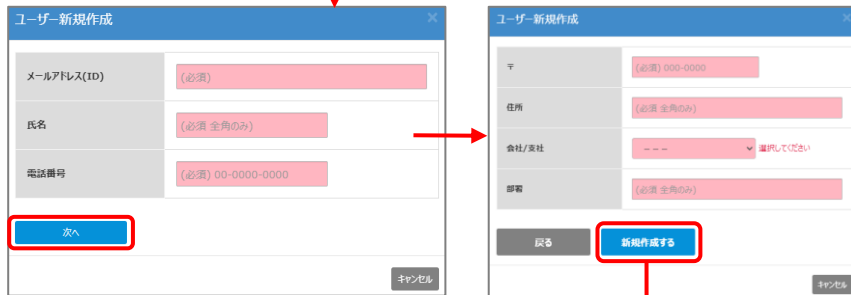 ユーザー新規作成
×
メールアドレス(ID)
(必須)
氏名
(必須 全角のみ)
電話番号
(必須) 00-0000-0000
次へ
キャンセル
ユーザー新規作成
×
〒
(必須) 000-0000
住所
(必須 全角のみ)
会社/支社
--- 選択してください
部署
(必須 全角のみ)
戻る
新規作成する
キャンセル